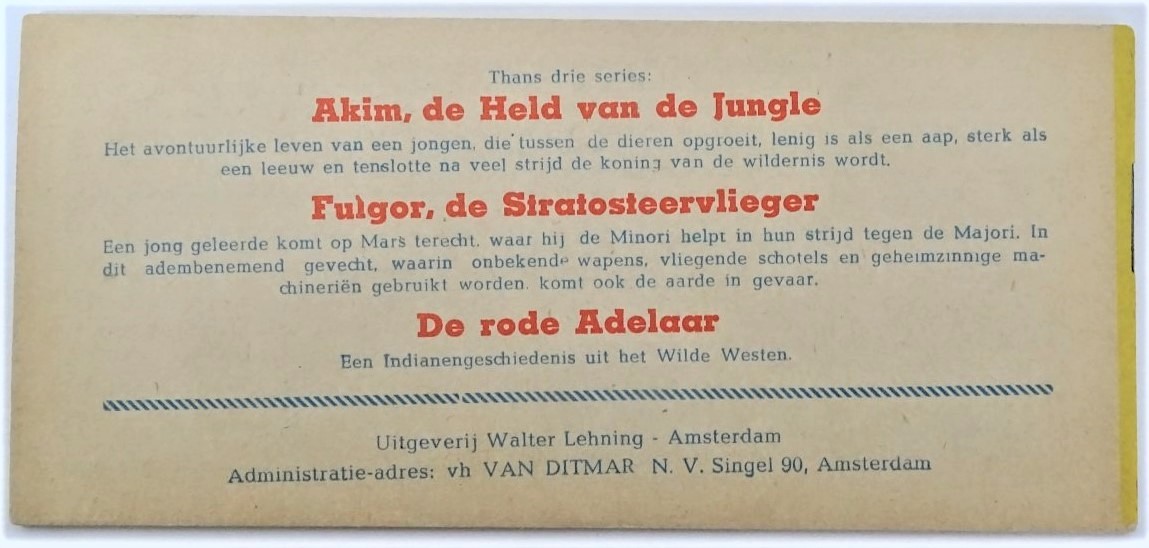 Thans drie series:
Akim, de Held van de Jungle
Het avontuurlijke leven van een jongen, die tussen de dieren opgroeit, lenig is als een aap, sterk als
een leeuw en tenslotte na veel strijd de koning van de wildernis wordt.
Fulgor, de Stratosteervlieger
Een jong geleerde komt op Mars terecht. waar hij de Minori helpt in hun strijd tegen de Majori. In
dit adembenemend gevecht, waarin onbekende wapens, vliegende schotels en geheimzinnige ma-
chineriën gebruikt worden. komt ook de aarde in gevaar.
De rode Adelaar
Een Indianengeschiedenis uit het Wilde Westen.
Uitgeverij Walter Lehning - Amsterdam
Administratie-adres: vh VAN DITMAR N. V. Singel 90, Amsterdam